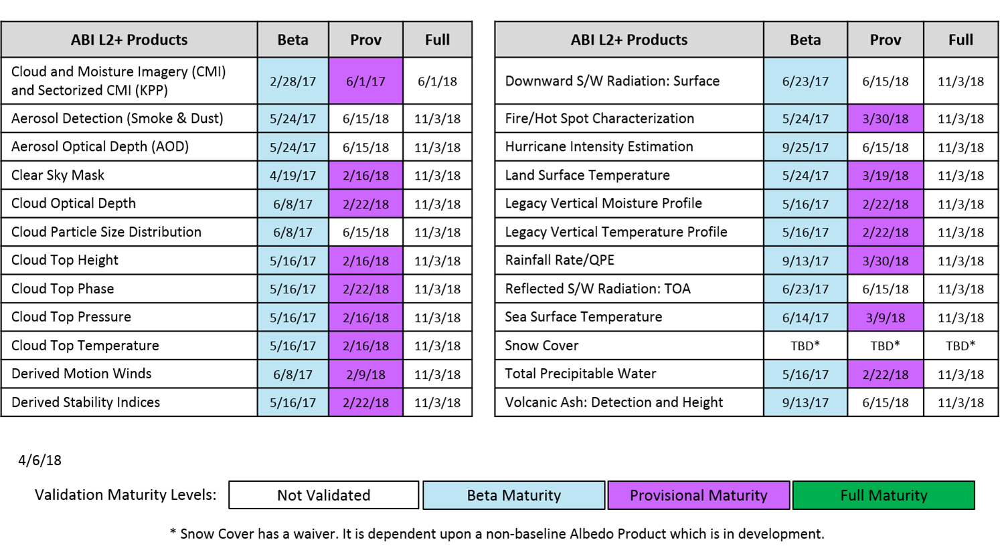 ABI L2+ Products Beta Prov Full
Cloud and Moisture Imagery (CMI)
and Sectorized CMI (KPP) 2/28/17 6/1/17 6/1/18
Aerosol Detection (Smoke & Dust) 5/24/17 6/15/18 11/3/18
Aerosol Optical Depth (AOD) 5/24/17 6/15/18 11/3/18
Clear Sky Mask 4/19/17 2/16/18 11/3/18
Cloud Optical Depth 6/8/17 2/22/18 11/3/18
Cloud Particle Size Distribution 6/8/17 6/15/18 11/3/18
Cloud Top Height 5/16/17 2/16/18 11/3/18
Cloud Top Phase 5/16/17 2/22/18 11/3/18
Cloud Top Pressure 5/16/17 2/16/18 11/3/18
Cloud Top Temperature 5/16/17 2/16/18 11/3/18
Derived Motion Winds 6/8/17 2/9/18 11/3/18
Derived Stability Indices 5/16/17 2/22/18 11/3/18
ABI L2+ Products Beta Prov Full
Downward S/W Radiation: Surface 6/23/17 6/15/18 11/3/18
Fire/Hot Spot Characterization 5/24/17 3/30/18 11/3/18
Hurricane Intensity Estimation 9/25/17 6/15/18 11/3/18
Land Surface Temperature 5/24/17 3/19/18 11/3/18
Legacy Vertical Moisture Profile 5/16/17 2/22/18 11/3/18
Legacy Vertical Temperature Profile 5/16/17 2/22/18 11/3/18
Rainfall Rate/QPE 9/13/17 3/30/18 11/3/18
Reflected S/W Radiation: TOA 6/23/17 6/15/18 11/3/18
Sea Surface Temperature 6/14/17 3/9/18 11/3/18
Snow Cover TBD* TBD* TBD*
Total Precipitable Water 5/16/17 2/22/18 11/3/18
Volcanic Ash: Detection and Height 9/13/17 6/15/18 11/3/18
4/6/18
Validation Maturity Levels: Not Validated Beta Maturity Provisional Maturity Full Maturity
* Snow Cover has a waiver. It is dependent upon a non-baseline Albedo Product which is in development.